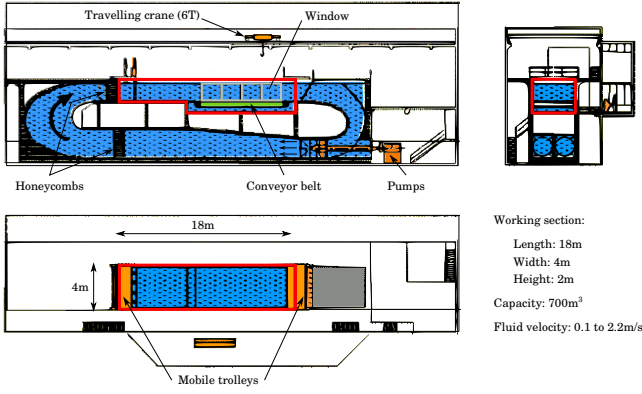 Travelling crane (6T)
Window
Honeycombs
Conveyor belt
Pumps
18m
4m
Mobile trolleys
Working section:
Length: 18m
Width: 4m
Height: 2m
Capacity: 700m³
Fluid velocity: 0.1 to 2.2m/s